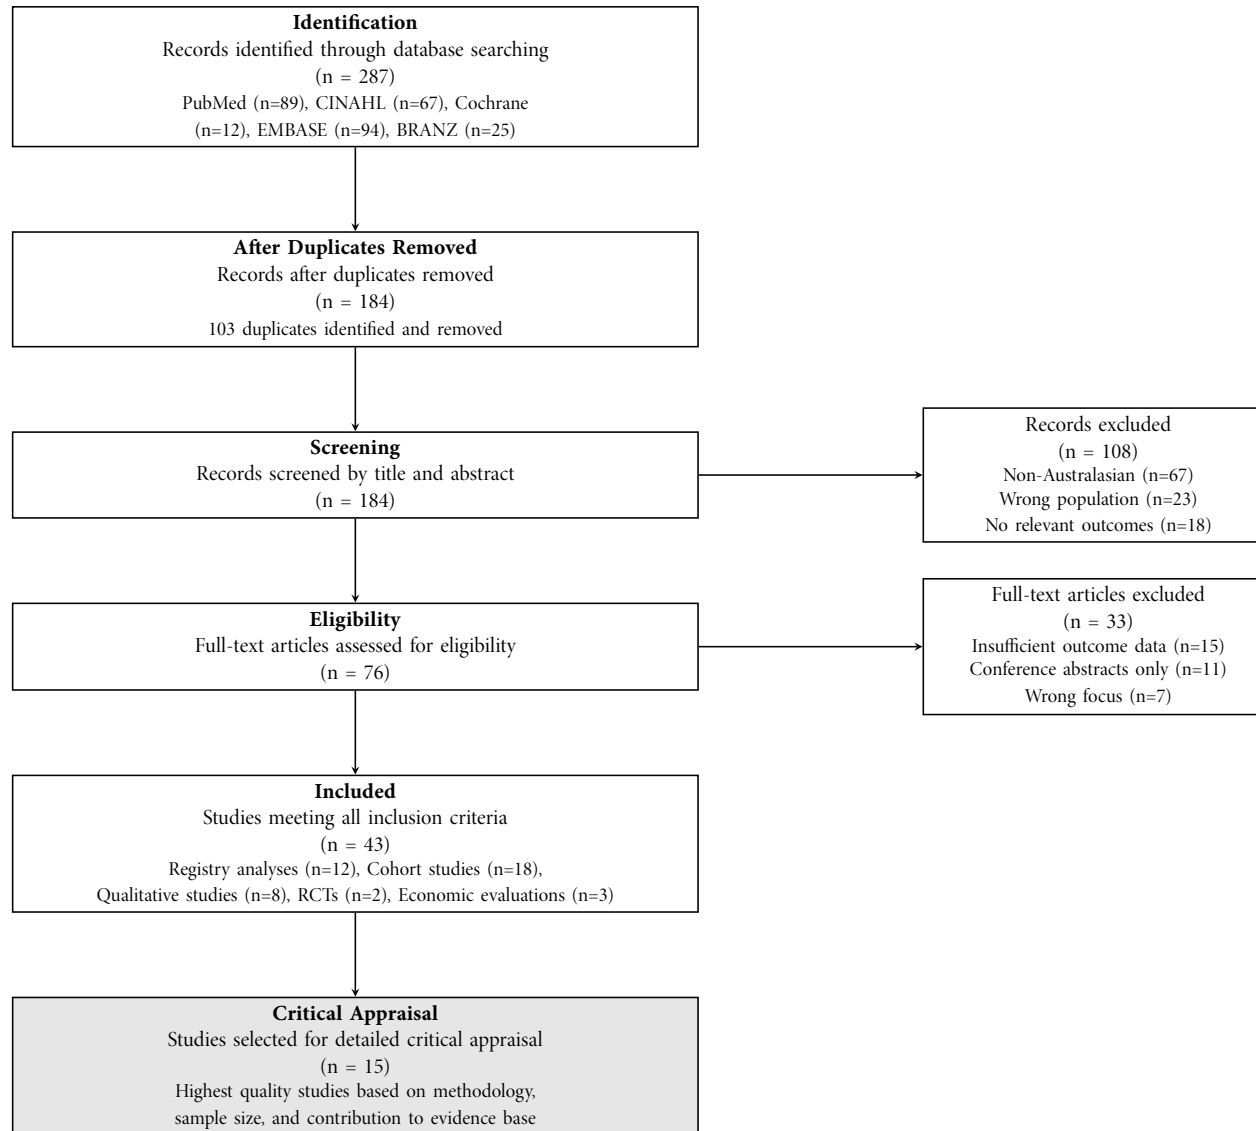 Identification
Records identified through database searching
(n = 287)
PubMed (n=89), CINAHL (n=67), Cochrane
(n=12), EMBASE (n=94), BRANZ (n=25)
After Duplicates Removed
Records after duplicates removed
(n = 184)
103 duplicates identified and removed
Screening
Records screened by title and abstract
(n = 184)
Records excluded
(n = 108)
Non-Australasian (n=67)
Wrong population (n=23)
No relevant outcomes (n=18)
Eligibility
Full-text articles assessed for eligibility
(n = 76)
Full-text articles excluded
(n = 33)
Insufficient outcome data (n=15)
Conference abstracts only (n=11)
Wrong focus (n=7)
Included
Studies meeting all inclusion criteria
(n = 43)
Registry analyses (n=12), Cohort studies (n=18),
Qualitative studies (n=8), RCTs (n=2), Economic evaluations (n=3)
Critical Appraisal
Studies selected for detailed critical appraisal
(n = 15)
Highest quality studies based on methodology,
sample size, and contribution to evidence base